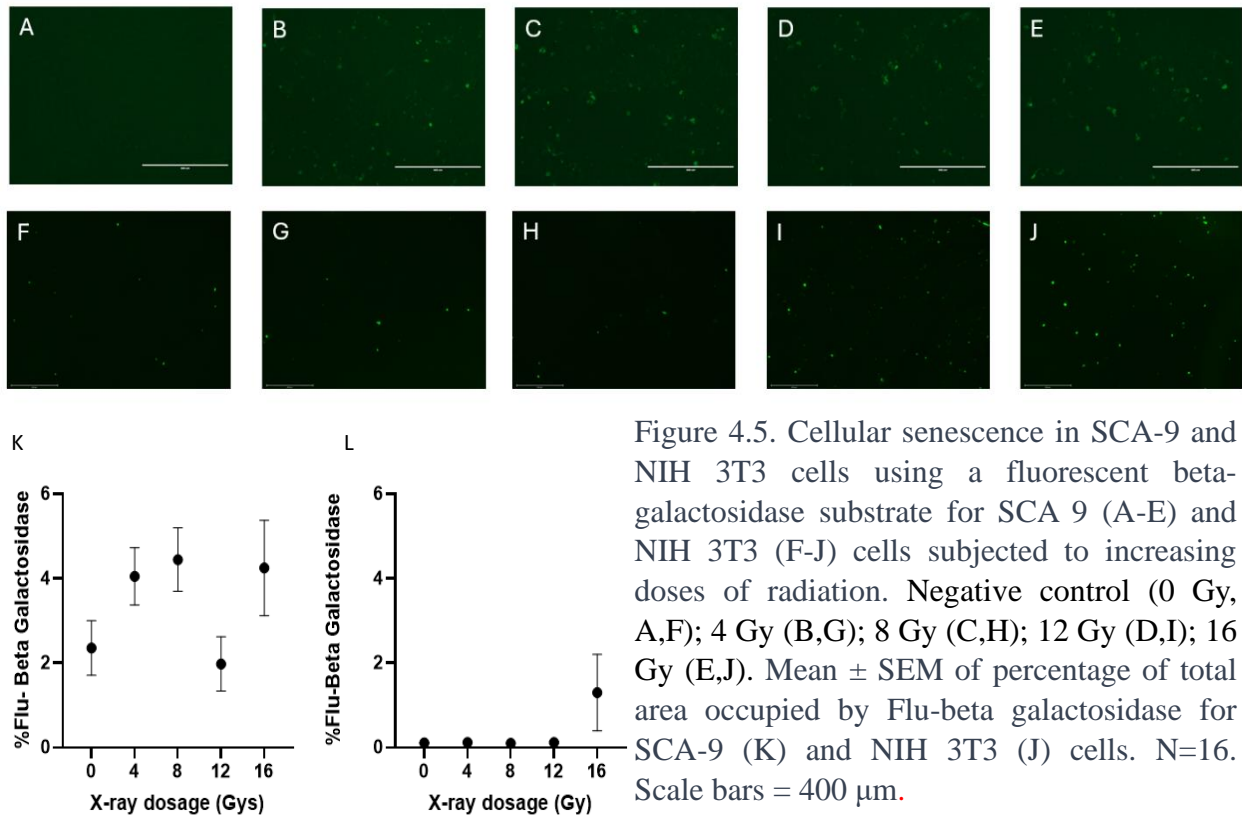 A
B
C
D
E
F
G
H
I
J
K
L
%Flu- Beta Galactosidase
6
4
2
0
0 4 8 12 16
X-ray dosage (Gys)
%Flu-Beta Galactosidase
6
4
2
0
0 4 8 12 16
X-ray dosage (Gy)
Figure 4.5. Cellular senescence in SCA-9 and
NIH 3T3 cells using a fluorescent beta-
galactosidase substrate for SCA 9 (A-E) and
NIH 3T3 (F-J) cells subjected to increasing
doses of radiation. Negative control (0 Gy,
A,F); 4 Gy (B,G); 8 Gy (C,H); 12 Gy (D,I); 16
Gy (E,J). Mean ± SEM of percentage of total
area occupied by Flu-beta galactosidase for
SCA-9 (K) and NIH 3T3 (J) cells. N=16.
Scale bars = 400 μm.